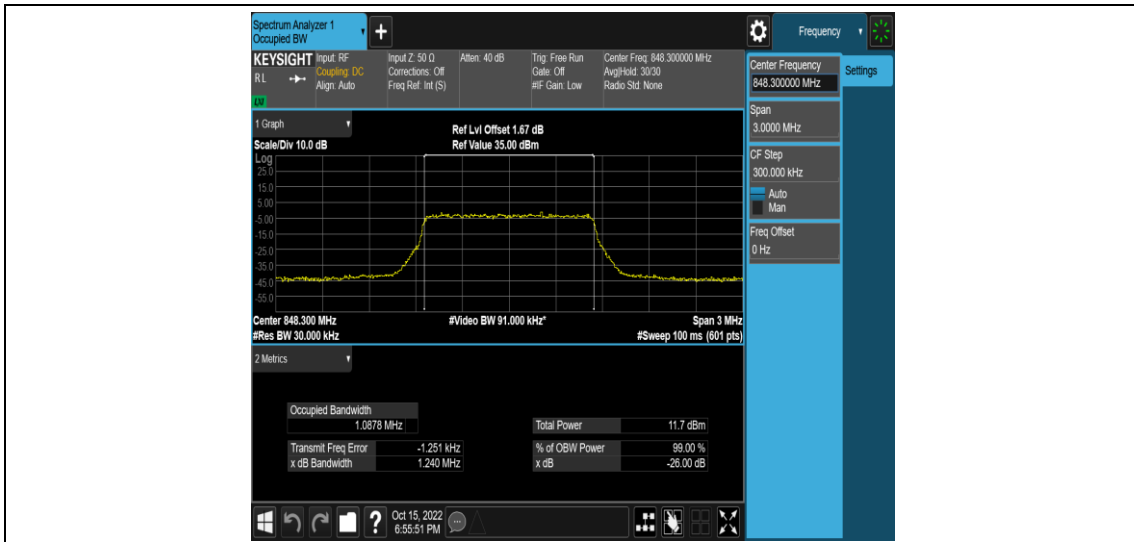 Spectrum Analyzer 1
Occupied BW
+
Frequency
KEYSIGHT
RL
LXI
Input: RF
Coupling: DC
Align: Auto
Input Z: 50 Ω
Corrections: Off
Freq Ref: Int (S)
Atten: 40 dB
Trig: Free Run
Gate: Off
#IF Gain: Low
Center Freq: 848.300000 MHz
Avg|Hold: 30/30
Radio Std: None
Center Frequency
848.300000 MHz
Settings
Span
3.0000 MHz
CF Step
300.000 kHz
Auto
Man
Freq Offset
0 Hz
1 Graph
Scale/Div 10.0 dB
Ref Lvl Offset 1.67 dB
Ref Value 35.00 dBm
Log
25.0
15.0
5.00
-5.00
-15.0
-25.0
-35.0
-45.0
-55.0
Center 848.300 MHz
#Video BW 91.000 kHz*
Span 3 MHz
#Res BW 30.000 kHz
#Sweep 100 ms (601 pts)
2 Metrics
Occupied Bandwidth
1.0878 MHz
Total Power 11.7 dBm
Transmit Freq Error -1.251 kHz
% of OBW Power 99.00 %
x dB Bandwidth 1.240 MHz
x dB -26.00 dB
?
Oct 15, 2022
6:55:51 PM